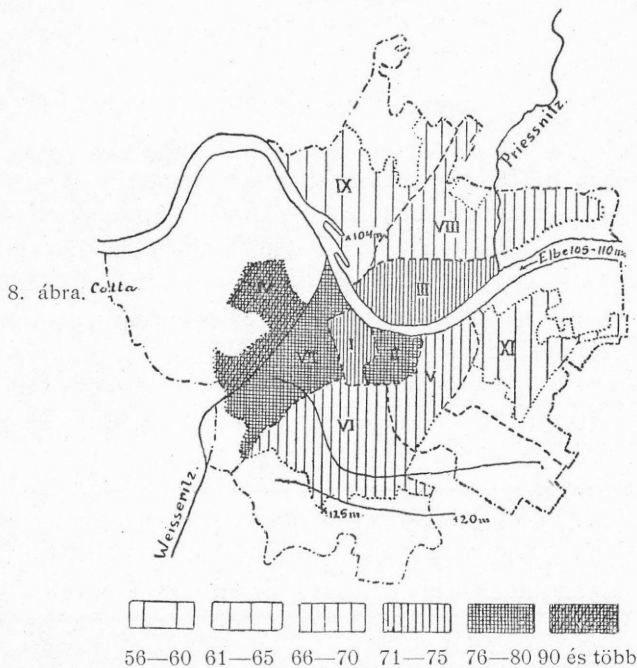 Priessnitz
IX
VIII
104m
Elbe 105-110m
8. ábra.
Cotta
IV
III
XI
I
II
VII
V
VI
125m
120m
Weisseritz
56—60 61—65 66—70 71—75 76—80 90 és több